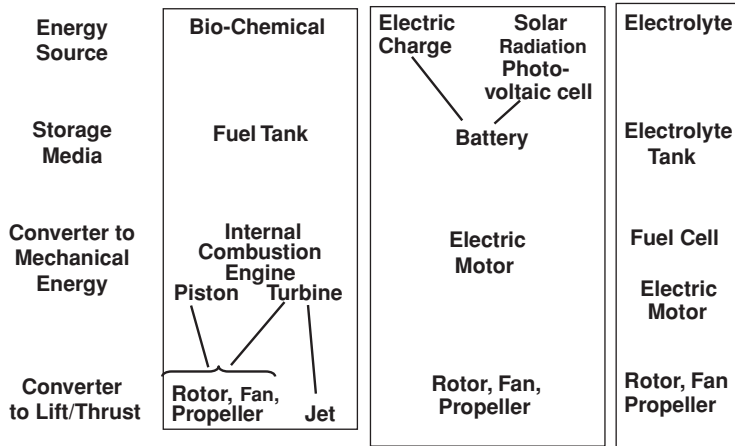 Energy
Source
Bio-Chemical
Electric
Charge
Solar
Radiation
Photo-
voltaic cell
Electrolyte
Storage
Media
Fuel Tank
Battery
Electrolyte
Tank
Converter to
Mechanical
Energy
Internal
Combustion
Engine
Piston
Turbine
Electric
Motor
Fuel Cell
Electric
Motor
Converter
to Lift/Thrust
Rotor, Fan,
Propeller
Jet
Rotor, Fan,
Propeller
Rotor, Fan
Propeller